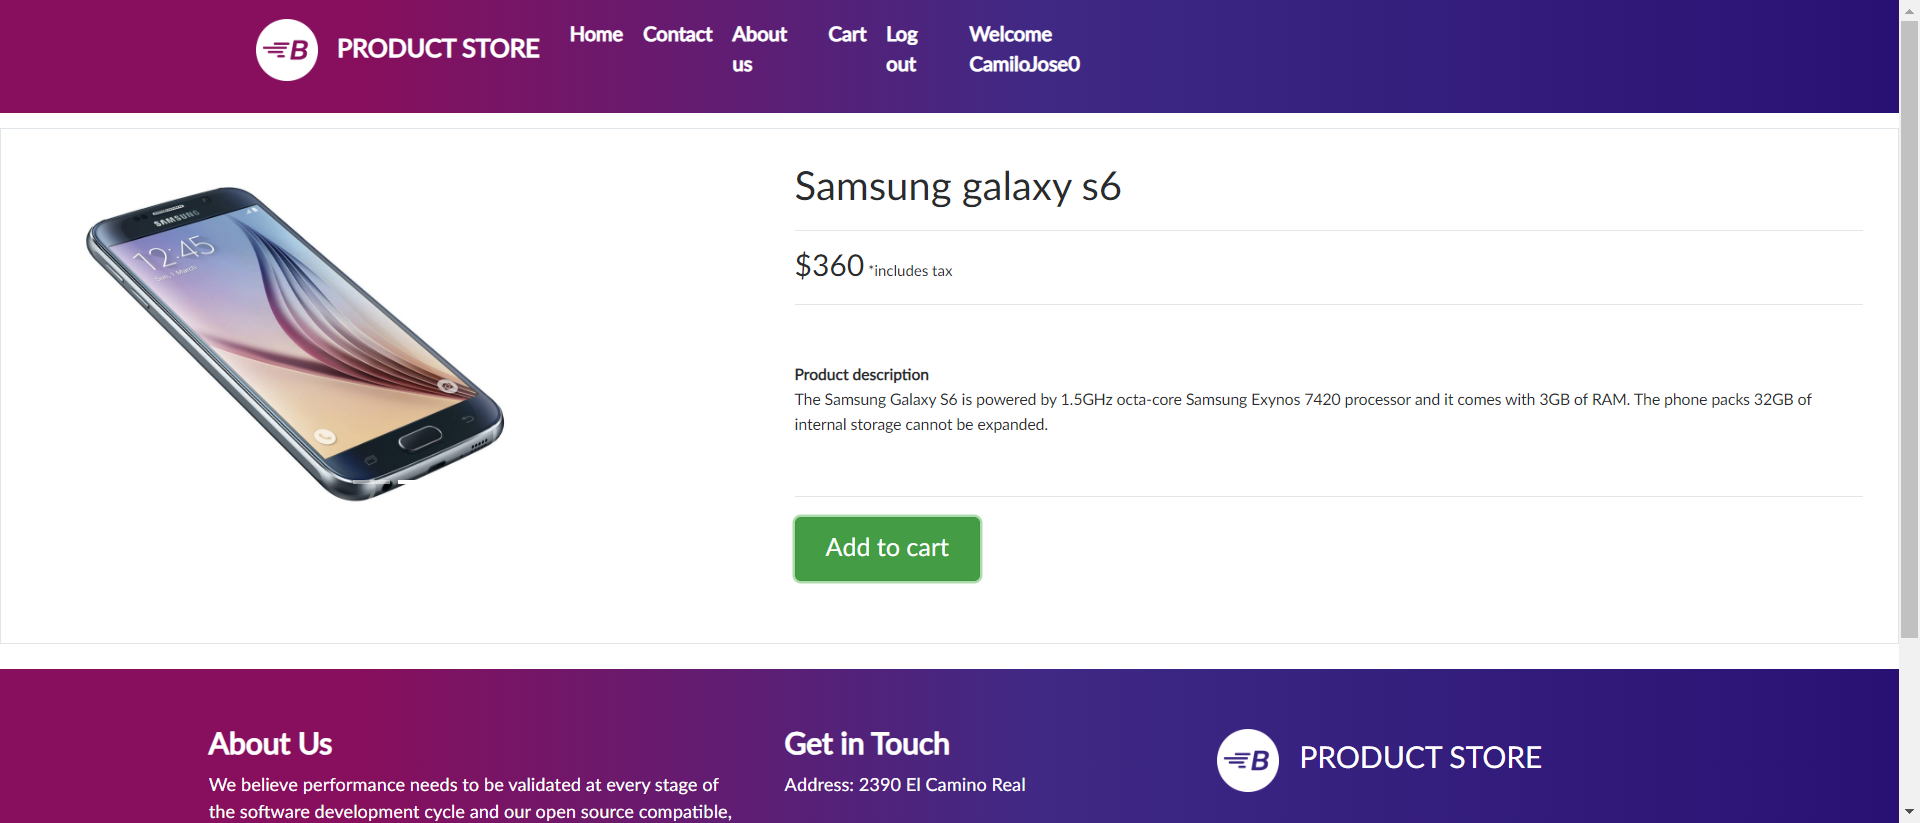 B PRODUCT STORE
Home
Contact
About
us
Cart
Log
out
Welcome
CamiloJose0
SAMSUNG
12:45
Sun, 1 March
Samsung galaxy s6
$360 *includes tax
Product description
The Samsung Galaxy S6 is powered by 1.5GHz octa-core Samsung Exynos 7420 processor and it comes with 3GB of RAM. The phone packs 32GB of
internal storage cannot be expanded.
Add to cart
About Us
We believe performance needs to be validated at every stage of
the software development cycle and our open source compatible,
Get in Touch
Address: 2390 El Camino Real
B PRODUCT STORE